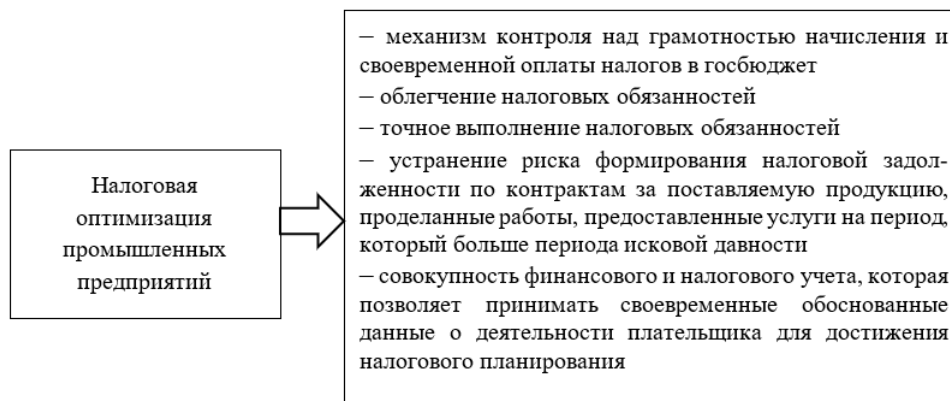 Налоговая
оптимизация
промышленных
предприятий
– механизм контроля над грамотностью начисления и
своевременной оплаты налогов в госбюджет
– облегчение налоговых обязанностей
– точное выполнение налоговых обязанностей
– устранение риска формирования налоговой задол-
женности по контрактам за поставляемую продукцию,
проделанные работы, предоставленные услуги на период,
который больше периода исковой давности
– совокупность финансового и налогового учета, которая
позволяет принимать своевременные обоснованные
данные о деятельности плательщика для достижения
налогового планирования